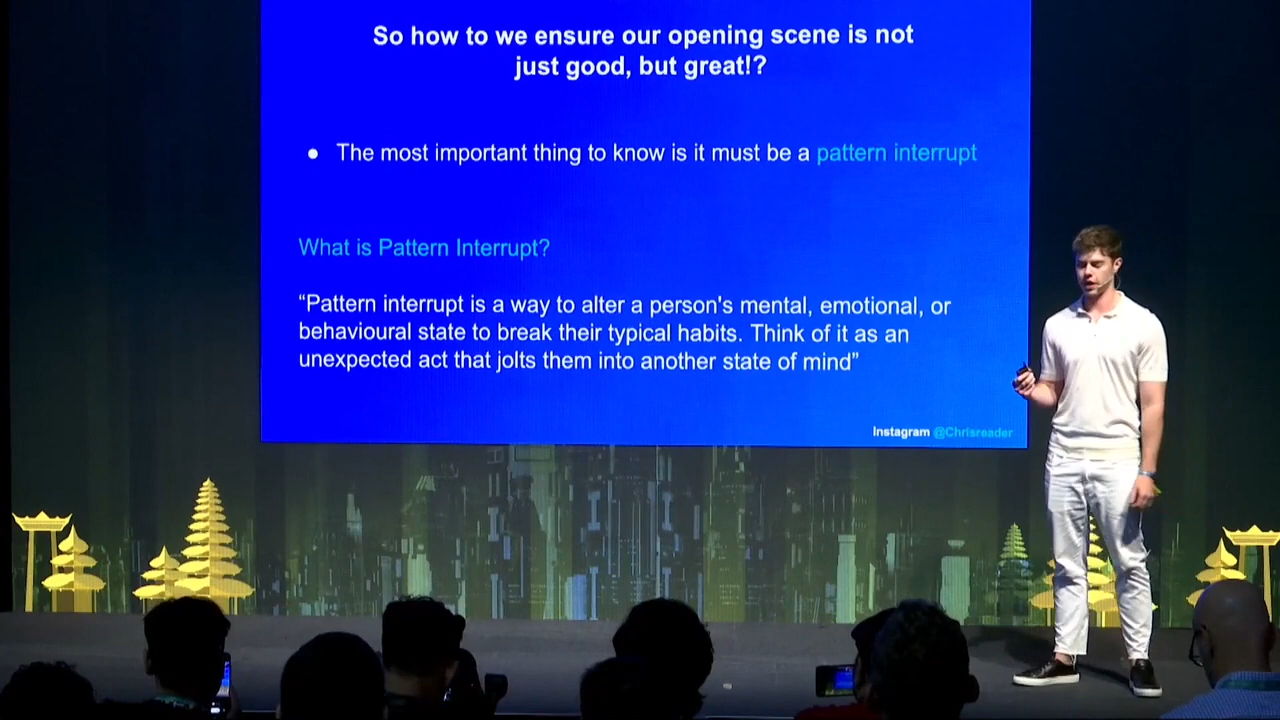 So how to we ensure our opening scene is not
just good, but great!?
● The most important thing to know is it must be a pattern interrupt
What is Pattern Interrupt?
“Pattern interrupt is a way to alter a person's mental, emotional, or
behavioural state to break their typical habits. Think of it as an
unexpected act that jolts them into another state of mind”
Instagram @Chrisreader